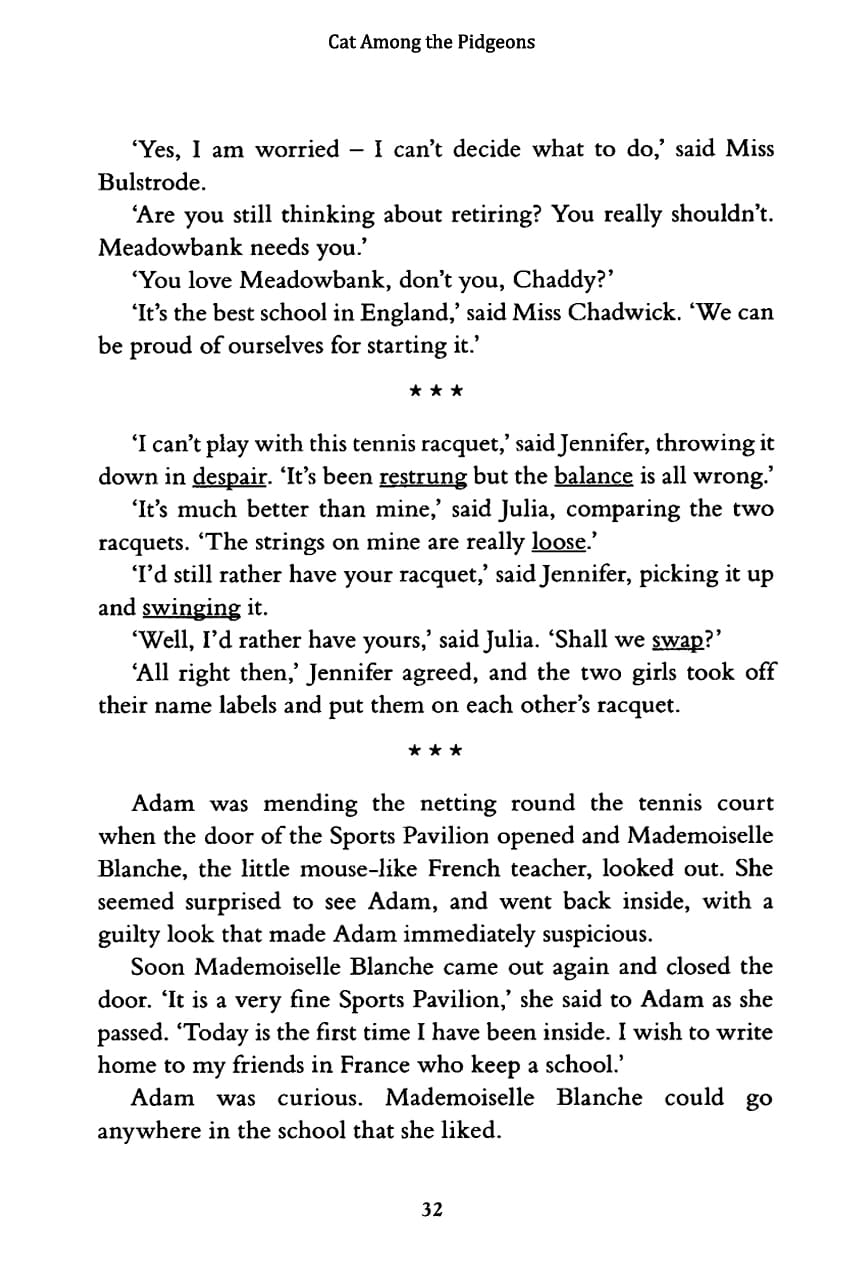 Cat Among the Pidgeons
‘Yes, I am worried – I can’t decide what to do,’ said Miss
Bulstrode.
‘Are you still thinking about retiring? You really shouldn’t.
Meadowbank needs you.’
‘You love Meadowbank, don’t you, Chaddy?’
‘It’s the best school in England,’ said Miss Chadwick. ‘We can
be proud of ourselves for starting it.’
★ ★ ★
‘I can’t play with this tennis racquet,’ said Jennifer, throwing it
down in despair. ‘It’s been restrung but the balance is all wrong.’
‘It’s much better than mine,’ said Julia, comparing the two
racquets. ‘The strings on mine are really loose.’
‘I’d still rather have your racquet,’ said Jennifer, picking it up
and swinging it.
‘Well, I’d rather have yours,’ said Julia. ‘Shall we swap?’
‘All right then,’ Jennifer agreed, and the two girls took off
their name labels and put them on each other’s racquet.
★ ★ ★
Adam was mending the netting round the tennis court
when the door of the Sports Pavilion opened and Mademoiselle
Blanche, the little mouse-like French teacher, looked out. She
seemed surprised to see Adam, and went back inside, with a
guilty look that made Adam immediately suspicious.
Soon Mademoiselle Blanche came out again and closed the
door. ‘It is a very fine Sports Pavilion,’ she said to Adam as she
passed. ‘Today is the first time I have been inside. I wish to write
home to my friends in France who keep a school.’
Adam was curious. Mademoiselle Blanche could go
anywhere in the school that she liked.
32